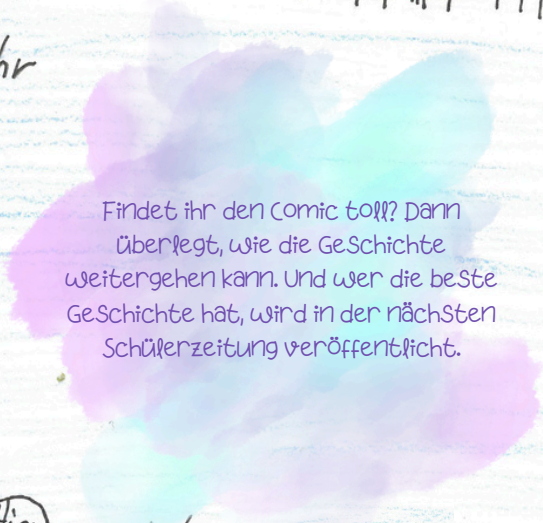 hr
Findet ihr den Comic toll? Dann
überlegt, wie die Geschichte
weitergehen kann. Und wer die beste
Geschichte hat, wird in der nächsten
Schülerzeitung veröffentlicht.